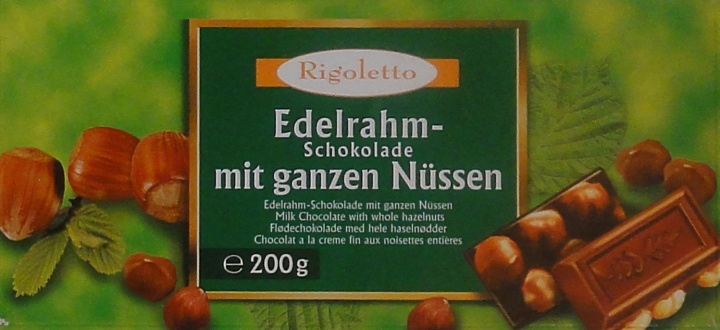 Rigoletto
Edelrahm-
Schokolade
mit ganzen Nüssen
Edelrahm-Schokolade mit ganzen Nüssen
Milk Chocolate with whole hazelnuts
Flødechokolade med hele haselnødder
Chocolat a la creme fin aux noisettes entières
℮ 200g